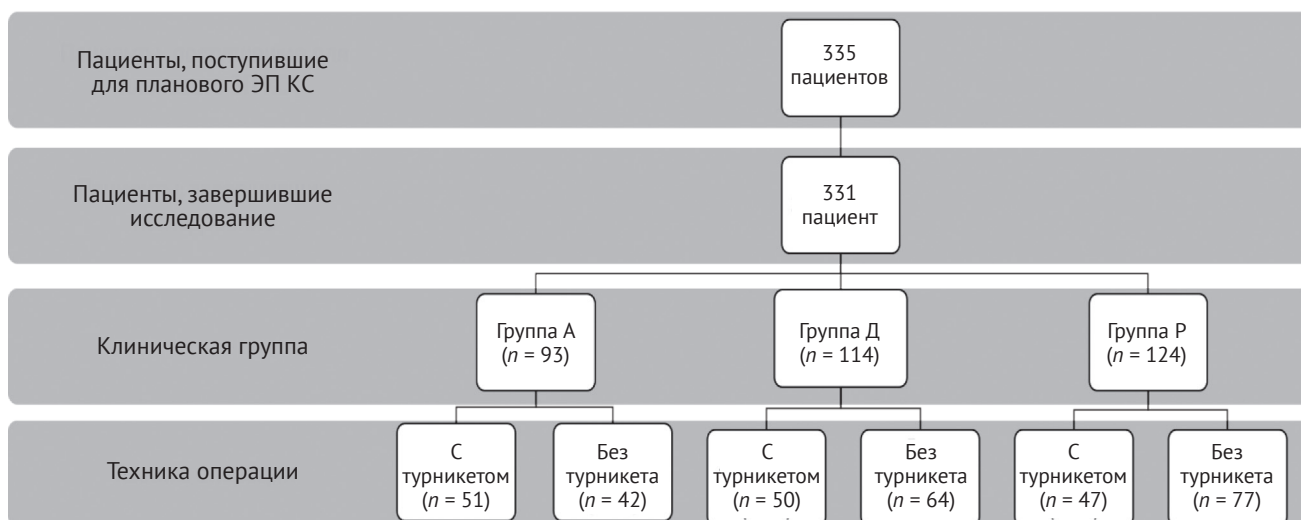 Пациенты, поступившие
для планового ЭП КС
335
пациентов
Пациенты, завершившие
исследование
331
пациент
Клиническая группа
Группа А
(n = 93)
Группа Д
(n = 114)
Группа Р
(n = 124)
Техника операции
С
турникетом
(n = 51)
Без
турникета
(n = 42)
С
турникетом
(n = 50)
Без
турникета
(n = 64)
С
турникетом
(n = 47)
Без
турникета
(n = 77)